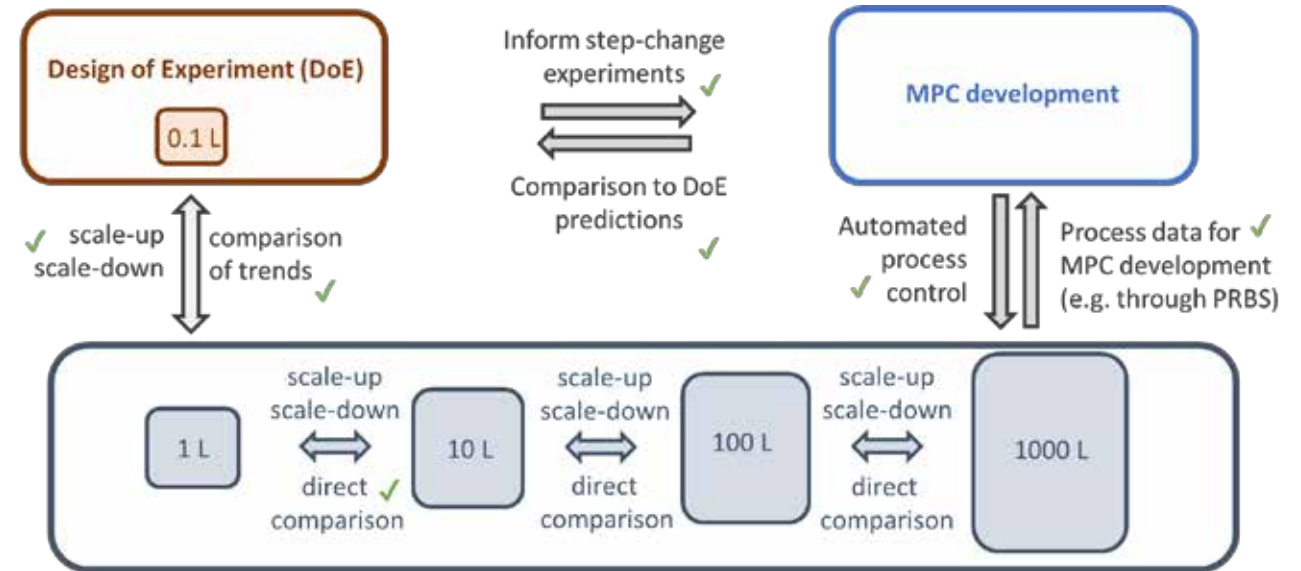 Design of Experiment (DoE)
0.1 L
Inform step-change
experiments
Comparison to DoE
predictions
MPC development
scale-up
scale-down
comparison
of trends
Automated
process
control
Process data for
MPC development
(e.g. through PRBS)
1 L
scale-up
scale-down
direct
comparison
10 L
scale-up
scale-down
direct
comparison
100 L
scale-up
scale-down
direct
comparison
1000 L